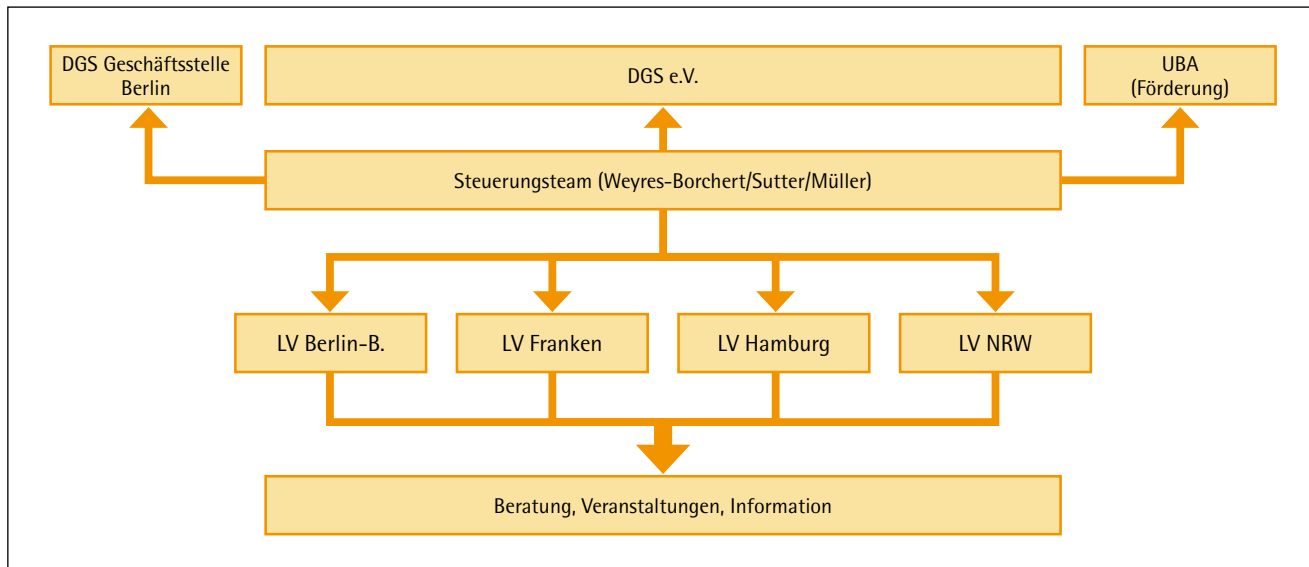 DGS Geschäftsstelle
Berlin
DGS e.V.
UBA
(Förderung)
Steuerungsteam (Weyres-Borchert/Sutter/Müller)
LV Berlin-B.
LV Franken
LV Hamburg
LV NRW
Beratung, Veranstaltungen, Information